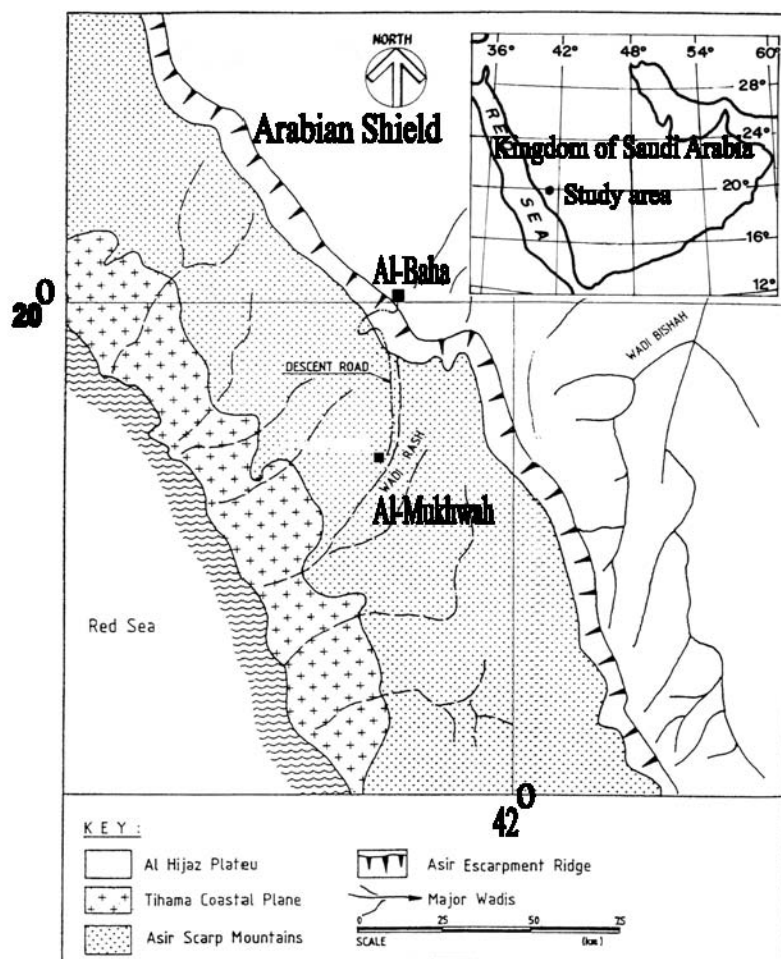 NORTH
Arabian Shield
36° 42° 48° 54° 60°
28°
24°
20°
16°
12°
RED SEA
Kingdom of Saudi Arabia
Study area
Al-Baha
20°
WADI BISHAH
DESCENT ROAD
WADI RASH
Al-Mukhwah
Red Sea
42°
KEY:
Al Hijaz Plateu
Tihama Coastal Plane
Asir Scarp Mountains
Asir Escarpment Ridge
Major Wadis
0 25 50 75
SCALE (km)